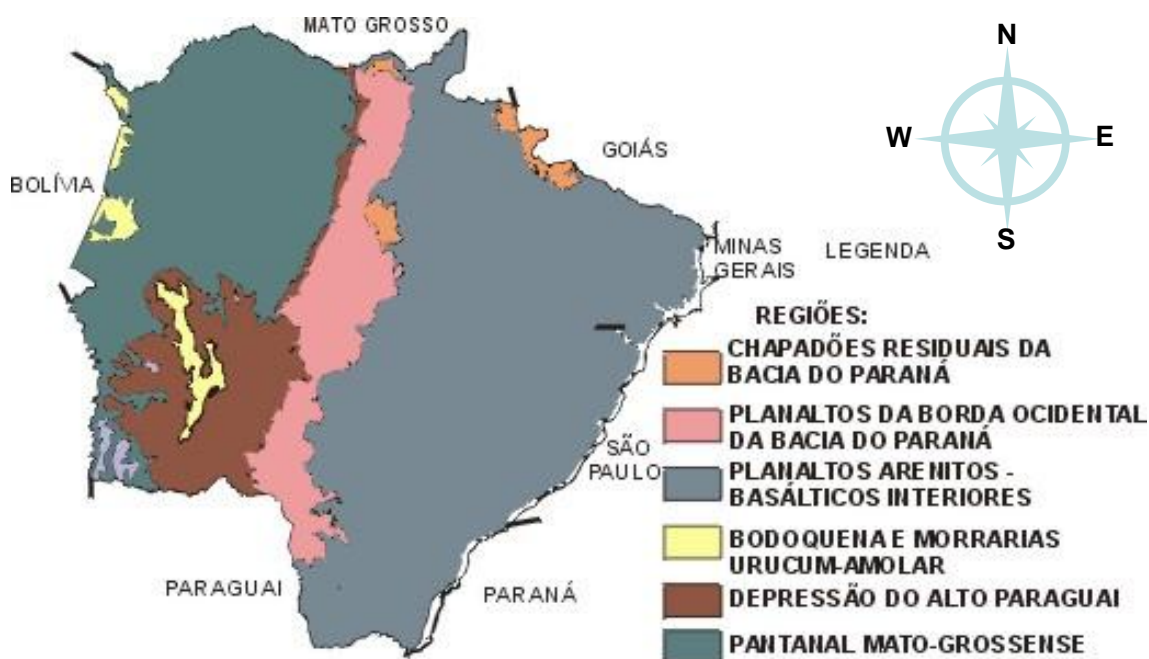 MATO GROSSO
N
W
E
S
GOIÁS
BOLÍVIA
MINAS
GERAIS
LEGENDA
REGIÕES:
CHAPADÕES RESIDUAIS DA
BACIA DO PARANÁ
PLANALTOS DA BORDA OCIDENTAL
DA BACIA DO PARANÁ
SÃO
PAULO
PLANALTOS ARENITOS -
BASÁLTICOS INTERIORES
BODOQUENA E MORRARIAS
URUCUM-AMOLAR
PARAGUAI
PARANÁ
DEPRESSÃO DO ALTO PARAGUAI
PANTANAL MATO-GROSSENSE